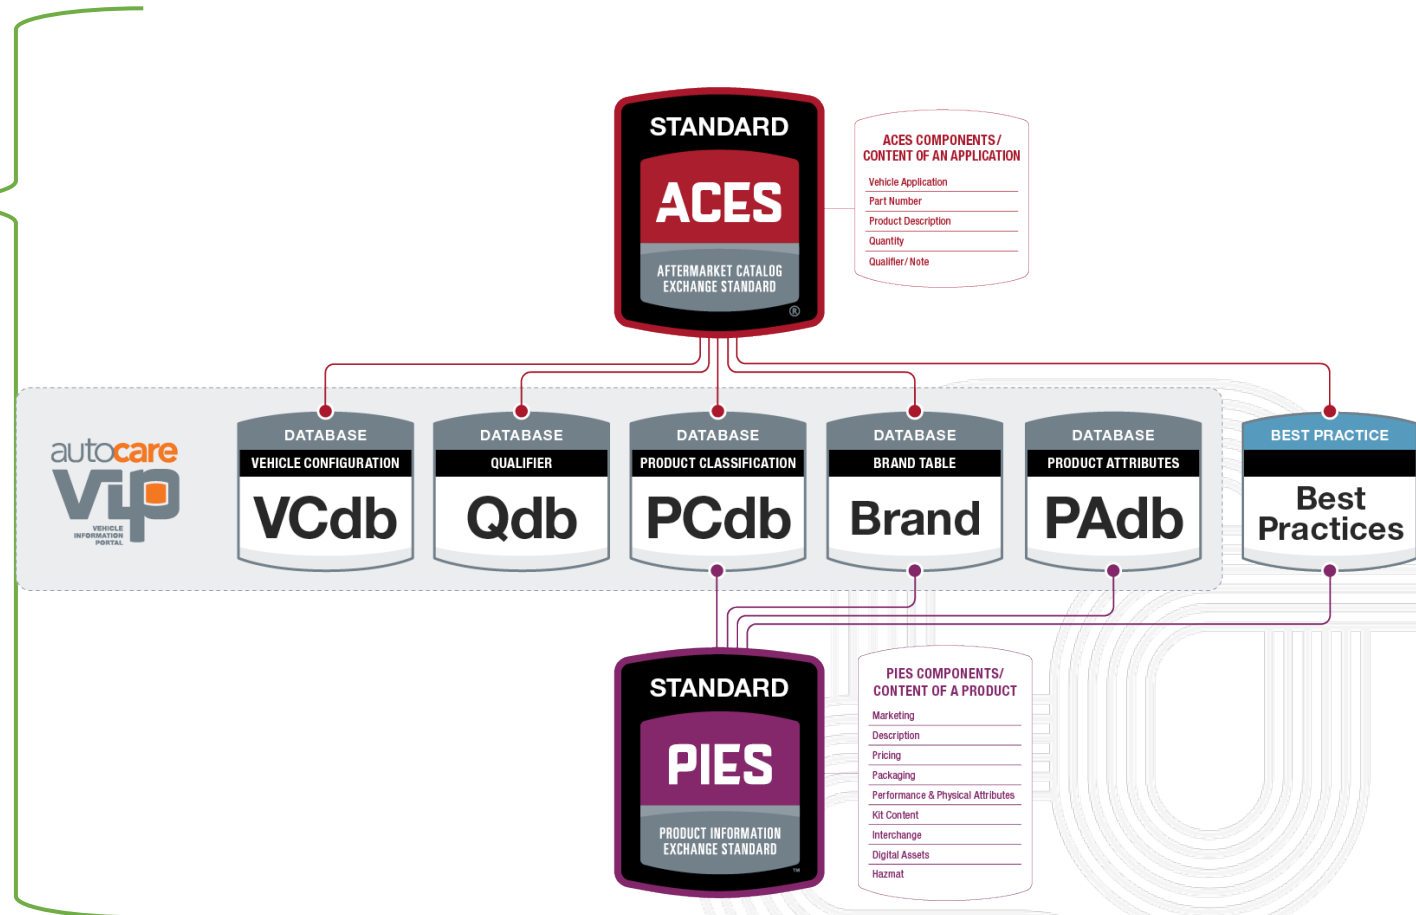 STANDARD
ACES
AFTERMARKET CATALOG
EXCHANGE STANDARD
®
ACES COMPONENTS/
CONTENT OF AN APPLICATION
Vehicle Application
Part Number
Product Description
Quantity
Qualifier/Note
autocare
VIP
VEHICLE
INFORMATION
PORTAL
DATABASE
VEHICLE CONFIGURATION
VCdb
DATABASE
QUALIFIER
Qdb
DATABASE
PRODUCT CLASSIFICATION
PCdb
DATABASE
BRAND TABLE
Brand
DATABASE
PRODUCT ATTRIBUTES
PAdb
BEST PRACTICE
Best
Practices
STANDARD
PIES
PRODUCT INFORMATION
EXCHANGE STANDARD
™
PIES COMPONENTS/
CONTENT OF A PRODUCT
Marketing
Description
Pricing
Packaging
Performance & Physical Attributes
Kit Content
Interchange
Digital Assets
Hazmat